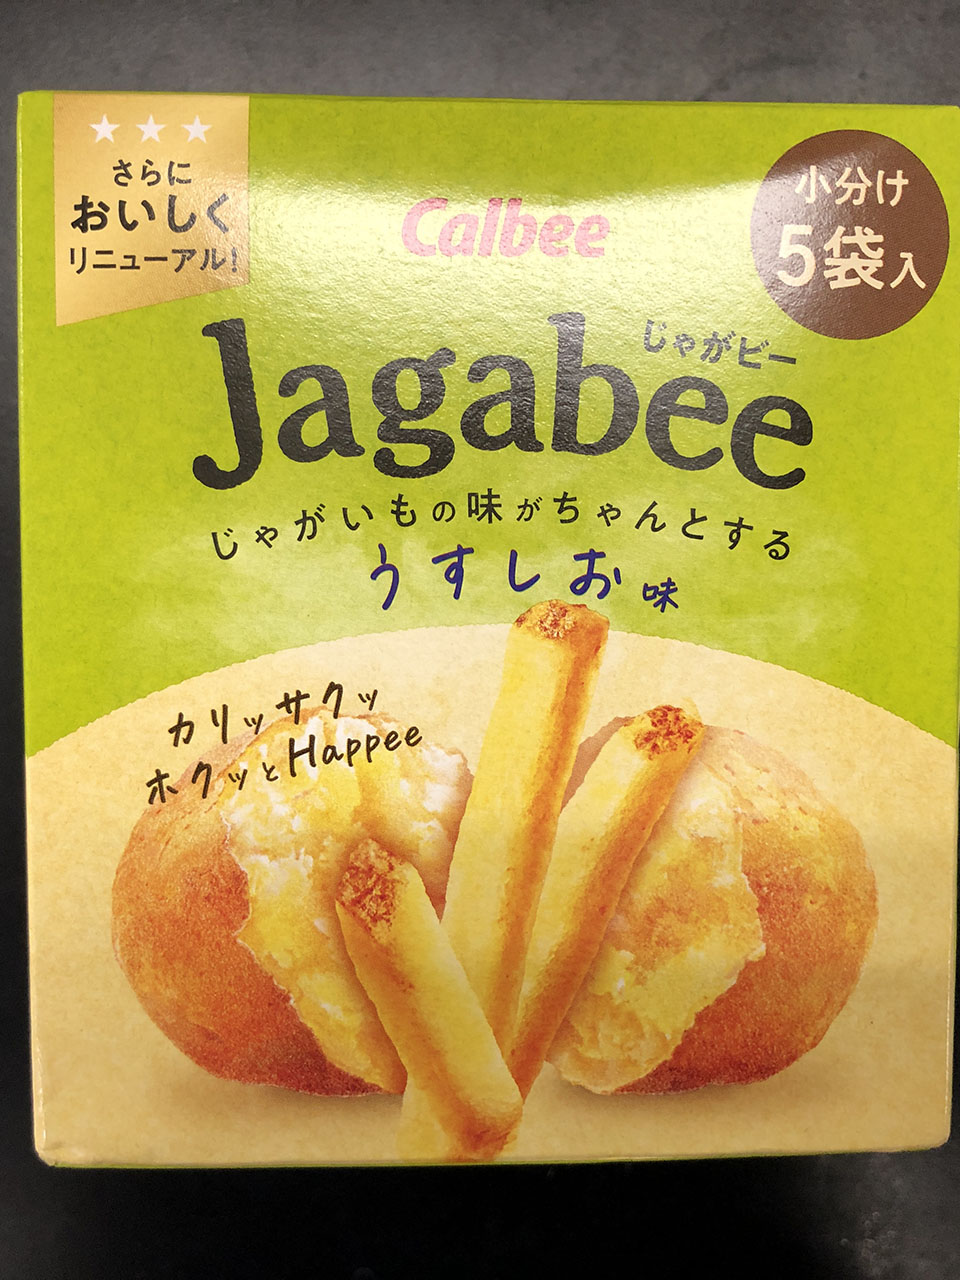 さらに
おいしく
リニューアル!
Calbee
小分け
5袋入
じゃがビー
Jagabee
じゃがいもの味がちゃんとする
うすしお味
カリッサクッ
ホクッとHappee